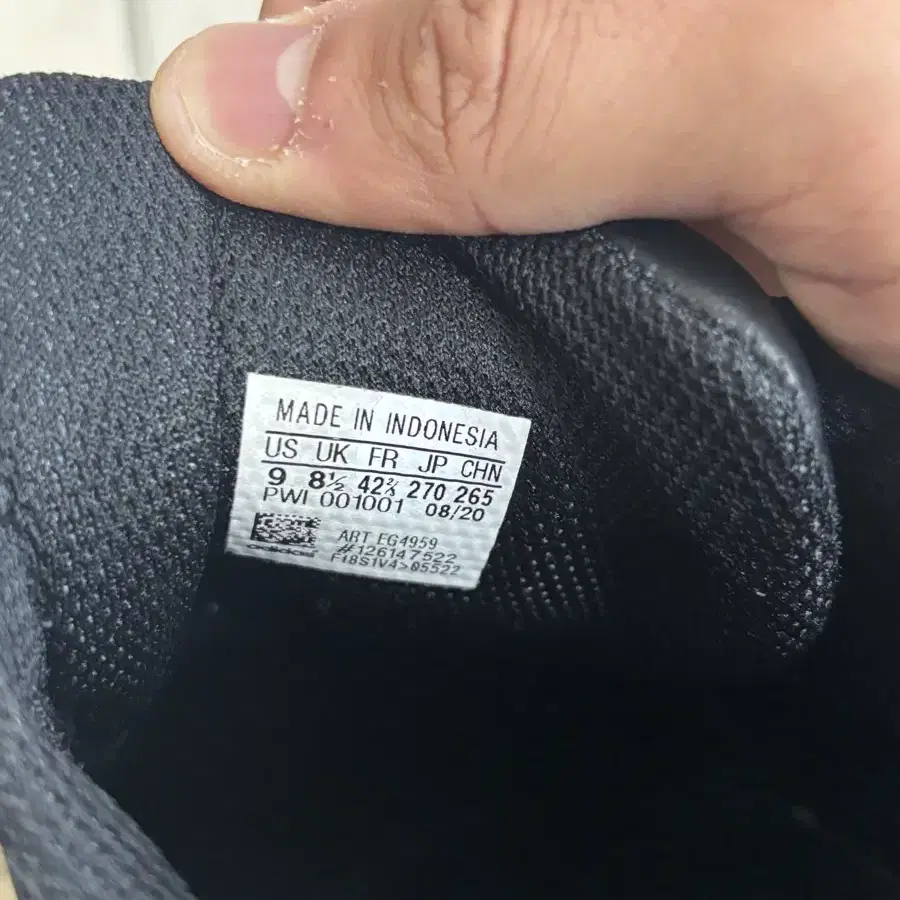 MADE IN INDONESIA
US UK FR JP CHN
9 8½ 42⅔ 270 265
PWI 001001 08/20
ART EG4959
adidas #126147522
F18S1V4>05522